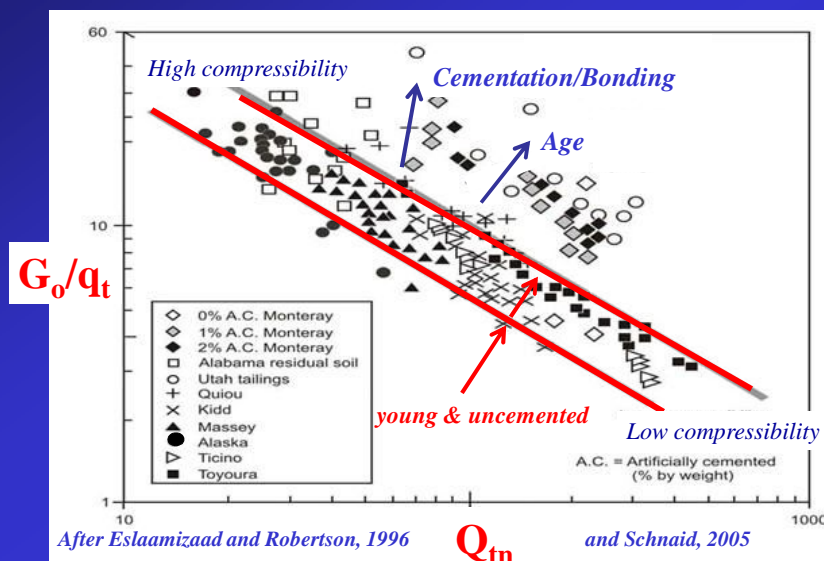 60
High compressibility
Cementation/Bonding
Age
10
G₀/qₜ
0% A.C. Monteray
1% A.C. Monteray
2% A.C. Monteray
Alabama residual soil
Utah tailings
Quiou
Kidd
Massey
Alaska
Ticino
Toyoura
young & uncemented
Low compressibility
A.C. = Artificially cemented
(% by weight)
1
10
1000
After Eslaamizaad and Robertson, 1996
Qtn
and Schnaid, 2005